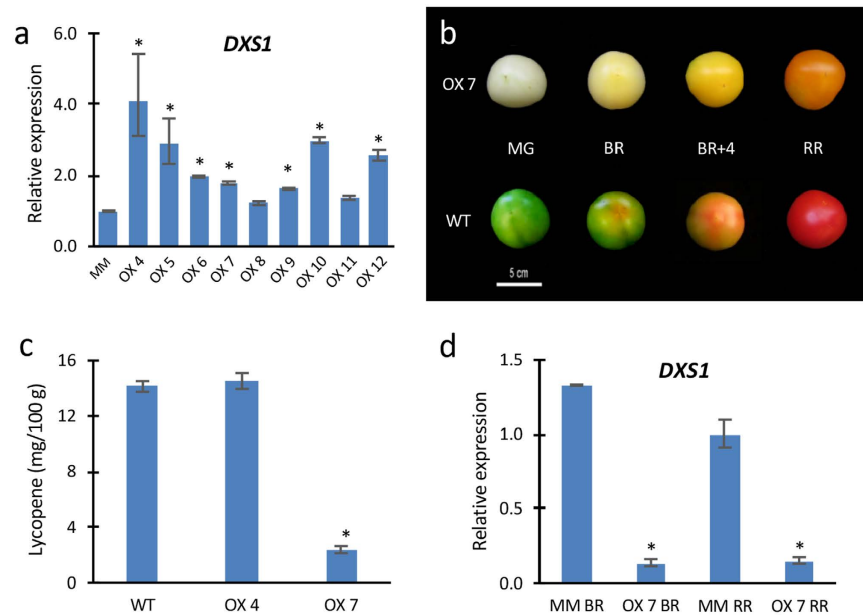 a
DXS1
Relative expression
6.0
4.0
2.0
0.0
* * * * * * *
MM OX 4 OX 5 OX 6 OX 7 OX 8 OX 9 OX 10 OX 11 OX 12
b
OX 7
MG BR BR+4 RR
WT
5 cm
c
Lycopene (mg/100 g)
16
12
8
4
0
*
WT OX 4 OX 7
d
DXS1
Relative expression
1.5
1.0
0.5
0.0
* *
MM BR OX 7 BR MM RR OX 7 RR